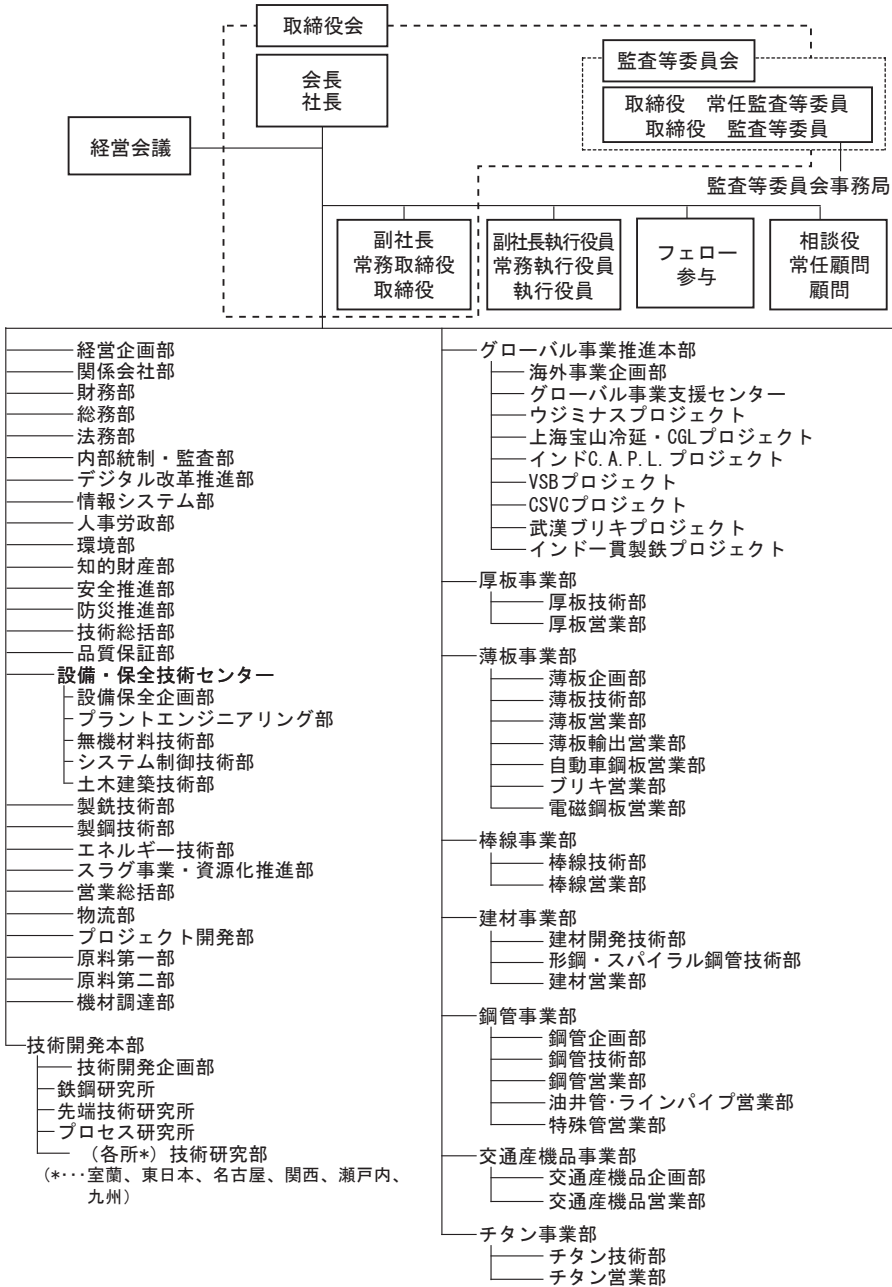 取締役会
会長
社長
監査等委員会
取締役　常任監査等委員
取締役　監査等委員
経営会議
監査等委員会事務局
副社長
常務取締役
取締役
副社長執行役員
常務執行役員
執行役員
フェロー
参与
相談役
常任顧問
顧問
経営企画部
関係会社部
財務部
総務部
法務部
内部統制・監査部
デジタル改革推進部
情報システム部
人事労政部
環境部
知的財産部
安全推進部
防災推進部
技術総括部
品質保証部
設備・保全技術センター
設備保全企画部
プラントエンジニアリング部
無機材料技術部
システム制御技術部
土木建築技術部
製銑技術部
製鋼技術部
エネルギー技術部
スラグ事業・資源化推進部
営業総括部
物流部
プロジェクト開発部
原料第一部
原料第二部
機材調達部
技術開発本部
技術開発企画部
鉄鋼研究所
先端技術研究所
プロセス研究所
（各所*）技術研究部
(*･･･室蘭、東日本、名古屋、関西、瀬戸内、
九州)
グローバル事業推進本部
海外事業企画部
グローバル事業支援センター
ウジミナスプロジェクト
上海宝山冷延・CGLプロジェクト
インドC.A.P.L.プロジェクト
VSBプロジェクト
CSVCプロジェクト
武漢ブリキプロジェクト
インド一貫製鉄プロジェクト
厚板事業部
厚板技術部
厚板営業部
薄板事業部
薄板企画部
薄板技術部
薄板営業部
薄板輸出営業部
自動車鋼板営業部
ブリキ営業部
電磁鋼板営業部
棒線事業部
棒線技術部
棒線営業部
建材事業部
建材開発技術部
形鋼・スパイラル鋼管技術部
建材営業部
鋼管事業部
鋼管企画部
鋼管技術部
鋼管営業部
油井管･ラインパイプ営業部
特殊管営業部
交通産機品事業部
交通産機品企画部
交通産機品営業部
チタン事業部
チタン技術部
チタン営業部